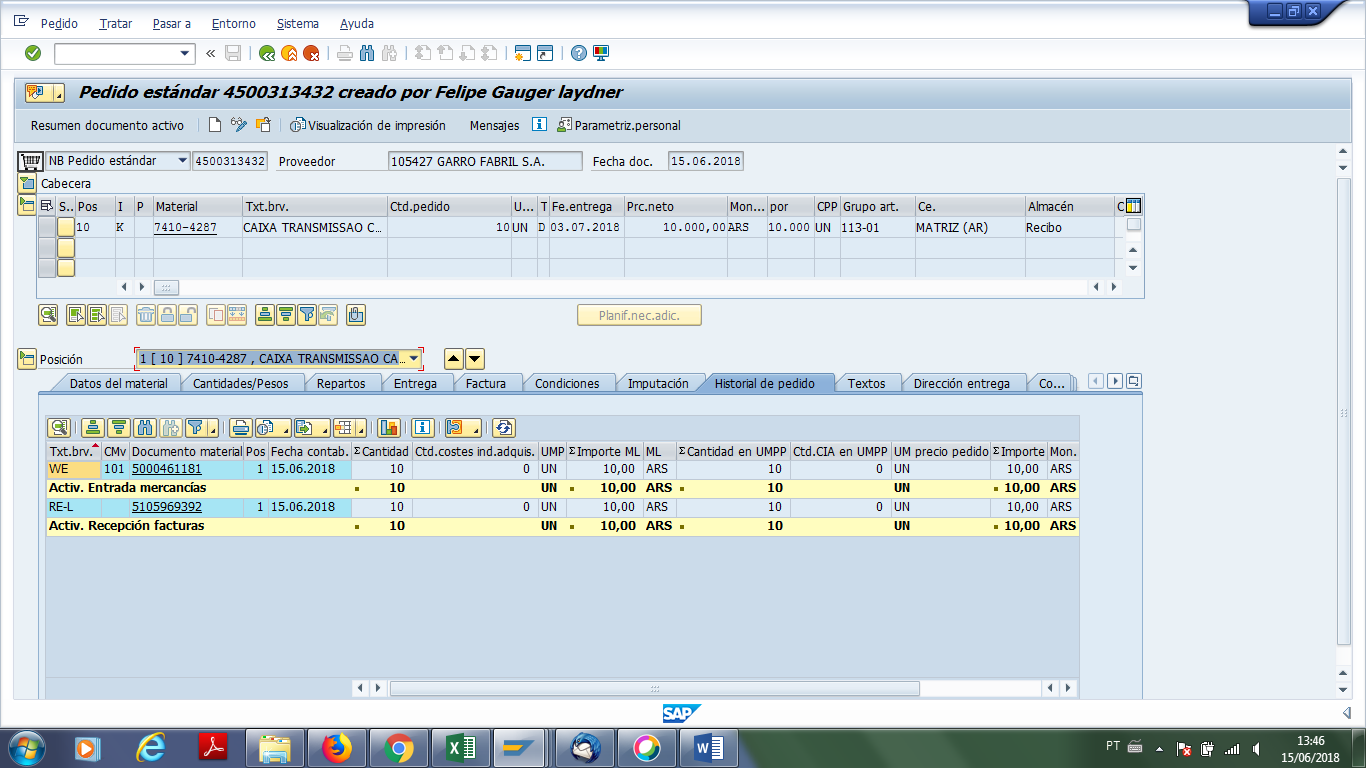 Pedido Tratar Pasar a Entorno Sistema Ayuda
Pedido estándar 4500313432 creado por Felipe Gauger laydner
Resumen documento activo Visualización de impresión Mensajes Parametriz.personal
NB Pedido estándar 4500313432 Proveedor 105427 GARRO FABRIL S.A. Fecha doc. 15.06.2018
Cabecera
S.. Pos I P Material Txt.brv. Ctd.pedido U... T Fe.entrega Prc.neto Mon... por CPP Grupo art. Ce. Almacén C
10 K 7410-4287 CAIXA TRANSMISSAO C... 10 UN D 03.07.2018 10.000,00 ARS 10.000 UN 113-01 MATRIZ (AR) Recibo
Planif.nec.adic.
Posición 1 [ 10 ] 7410-4287 , CAIXA TRANSMISSAO CA...
Datos del material Cantidades/Pesos Repartos Entrega Factura Condiciones Imputación Historial de pedido Textos Dirección entrega Co...
Txt.brv. CMv Documento material Pos Fecha contab. Σ Cantidad Ctd.costes ind.adquis. UMP Σ Importe ML ML Σ Cantidad en UMPP Ctd.CIA en UMPP UM precio pedido Σ Importe Mon.
WE 101 5000461181 1 15.06.2018 10 0 UN 10,00 ARS 10 0 UN 10,00 ARS
Activ. Entrada mercancías 10 UN 10,00 ARS 10 UN 10,00 ARS
RE-L 5105969392 1 15.06.2018 10 0 UN 10,00 ARS 10 0 UN 10,00 ARS
Activ. Recepción facturas 10 UN 10,00 ARS 10 UN 10,00 ARS
SAP
PT 13:46
15/06/2018